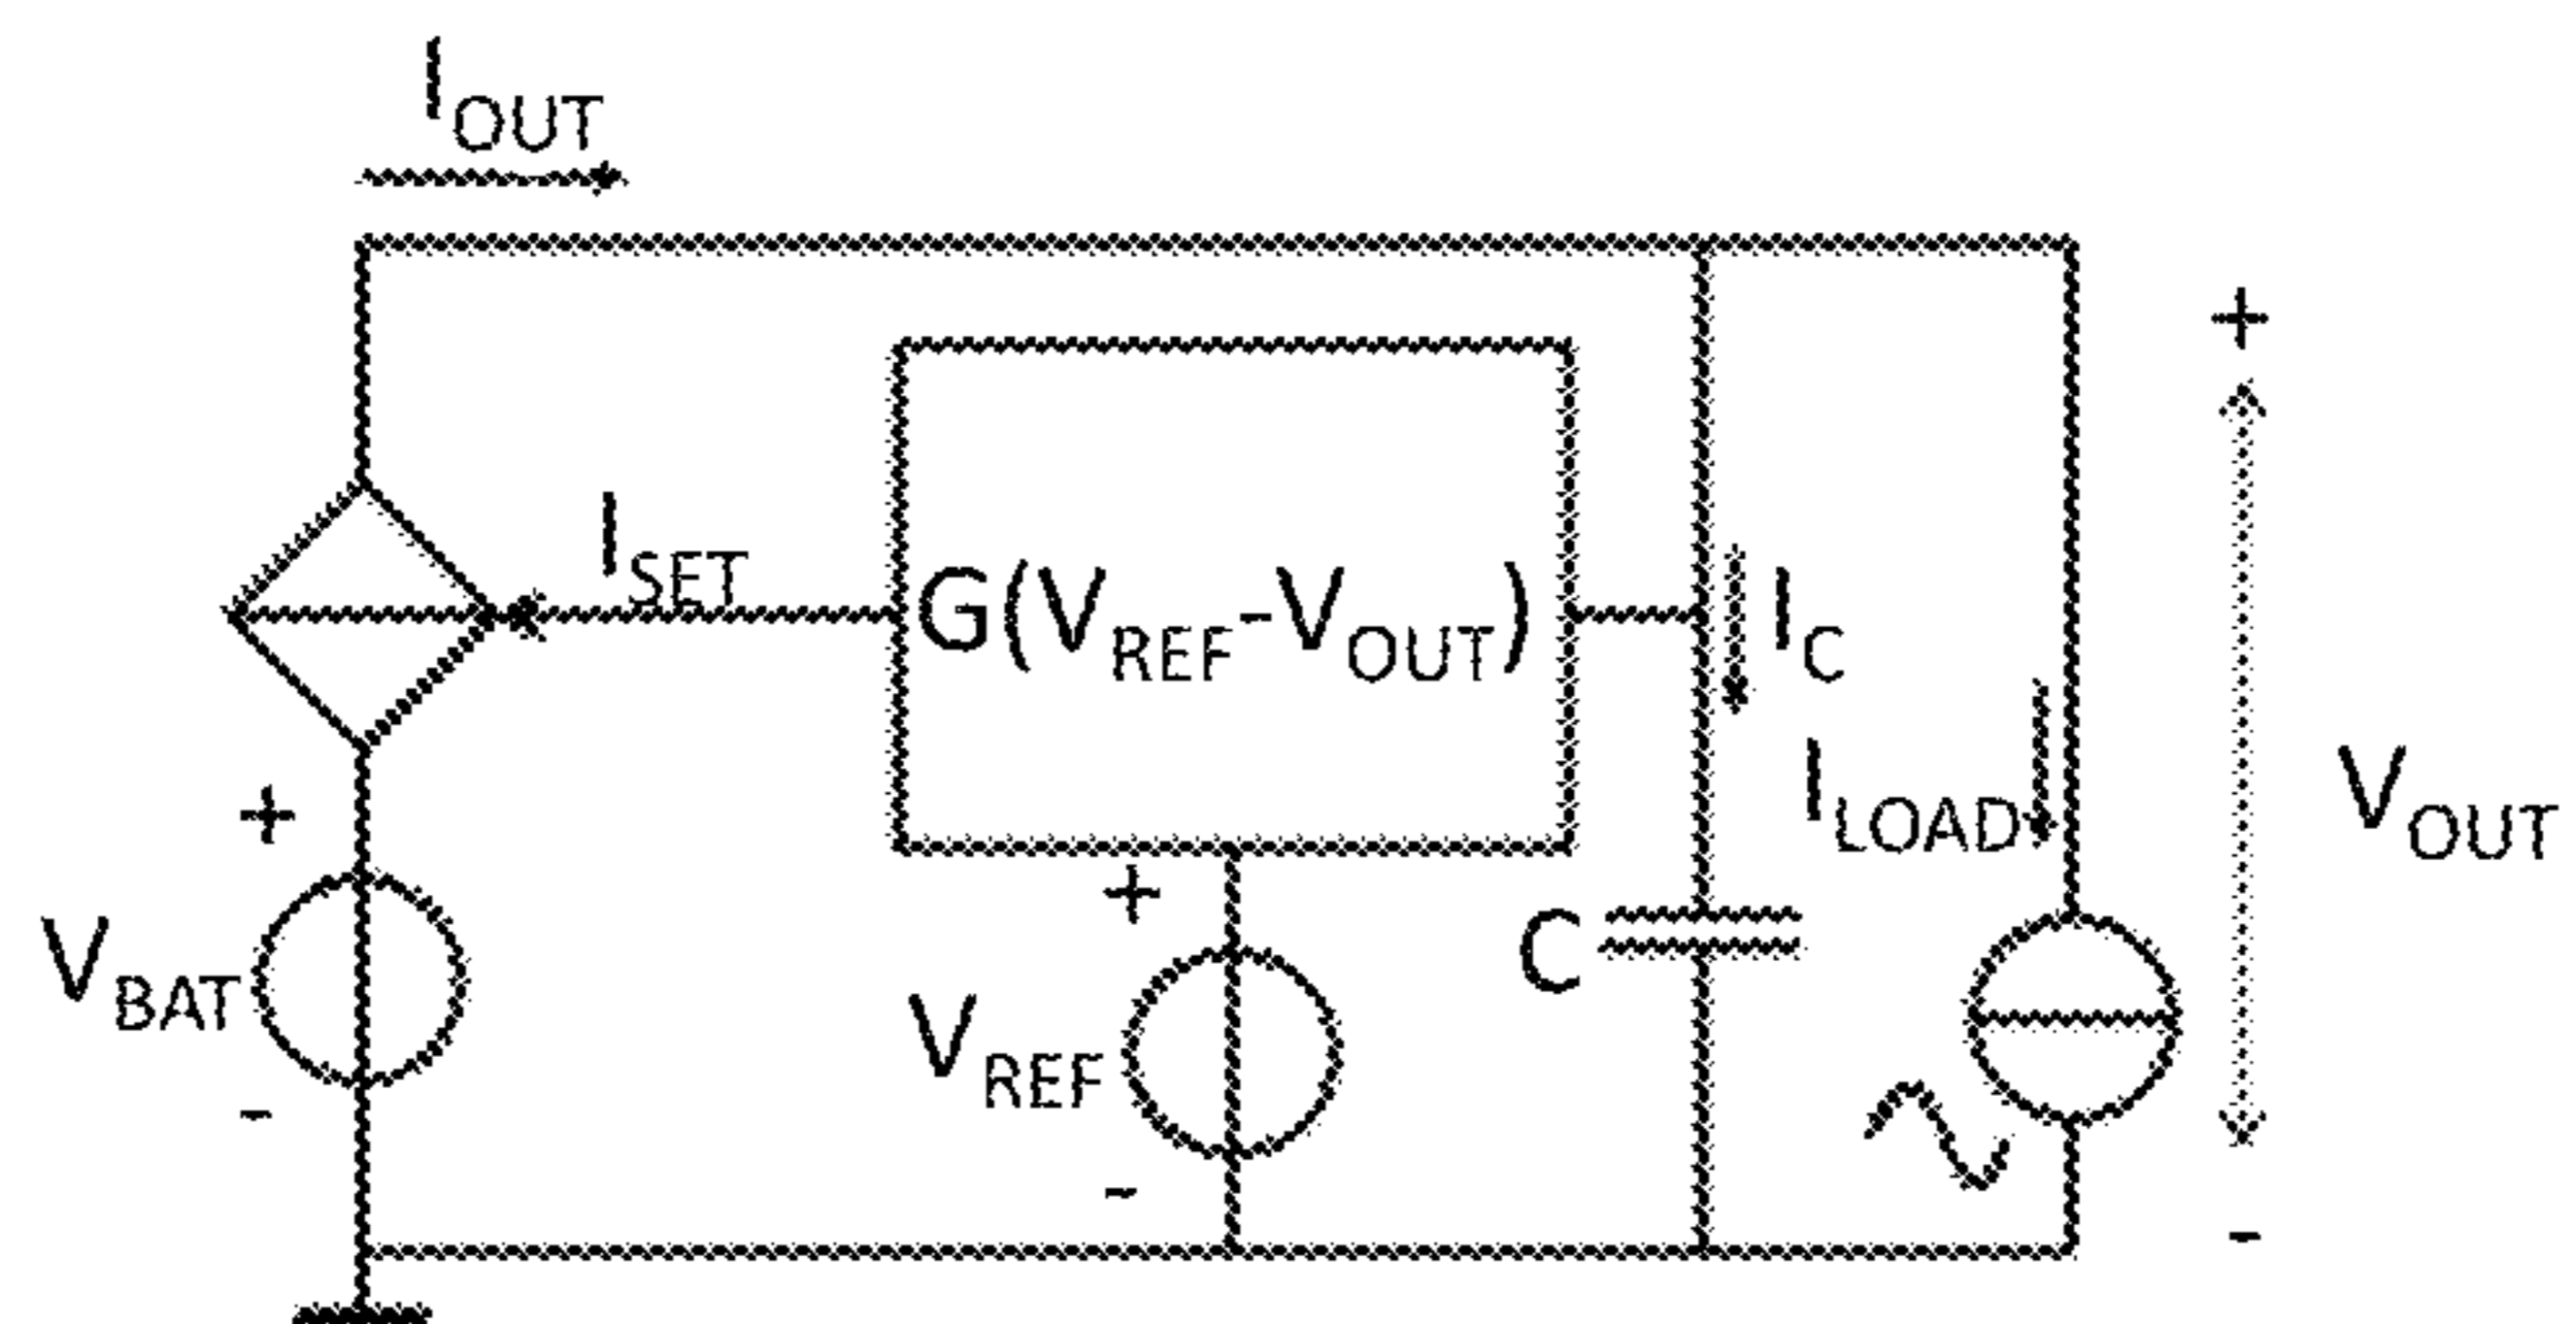 IOUT
+
ISET
G(VREF-VOUT)
IC
ILOAD
VOUT
+
+
VBAT
C
VREF
-
-
-